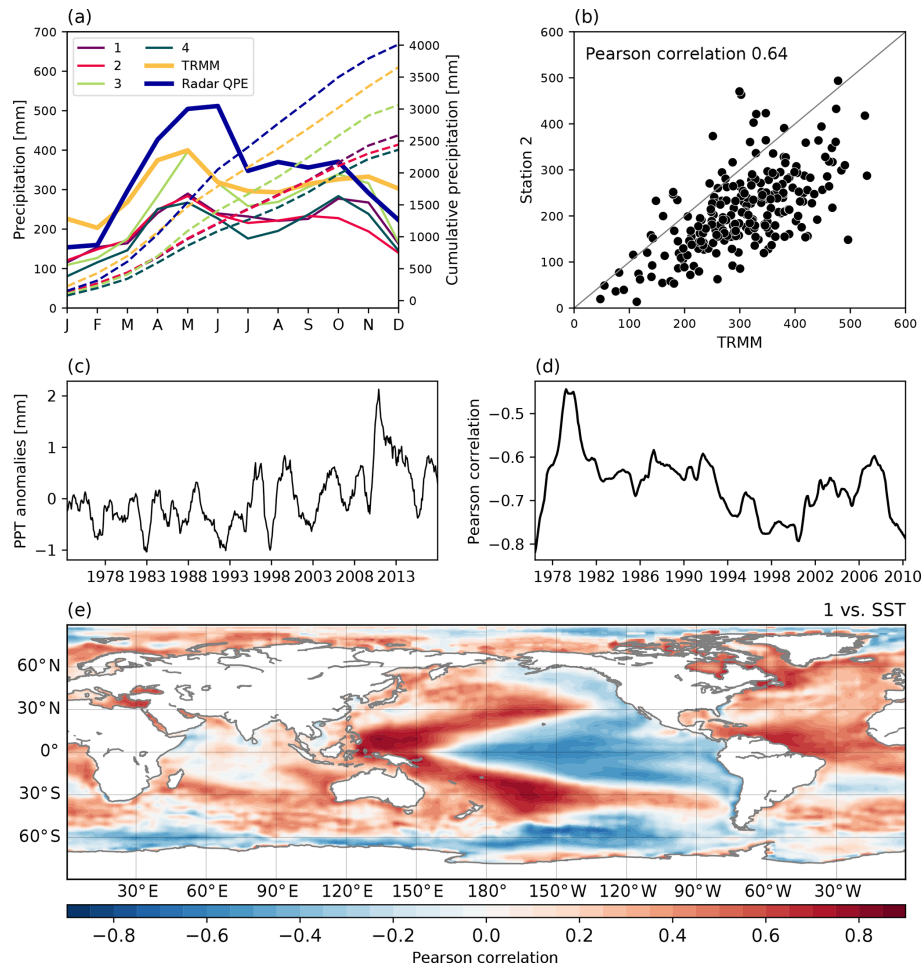 (a)
Precipitation [mm]
700
600
500
400
300
200
100
0
1
2
3
4
TRMM
Radar QPE
J F M A M J J A S O N D
4000
3500
3000
2500
2000
1500
1000
500
0
Cumulative precipitation [mm]
(b)
Pearson correlation 0.64
Station 2
600
500
400
300
200
100
0
0 100 200 300 400 500 600
TRMM
(c)
PPT anomalies [mm]
2
1
0
−1
1978 1983 1988 1993 1998 2003 2008 2013
(d)
Pearson correlation
−0.5
−0.6
−0.7
−0.8
1978 1982 1986 1990 1994 1998 2002 2006 2010
(e)
1 vs. SST
60°N
30°N
0°
30°S
60°S
30°E 60°E 90°E 120°E 150°E 180° 150°W 120°W 90°W 60°W 30°W
−0.8 −0.6 −0.4 −0.2 0.0 0.2 0.4 0.6 0.8
Pearson correlation